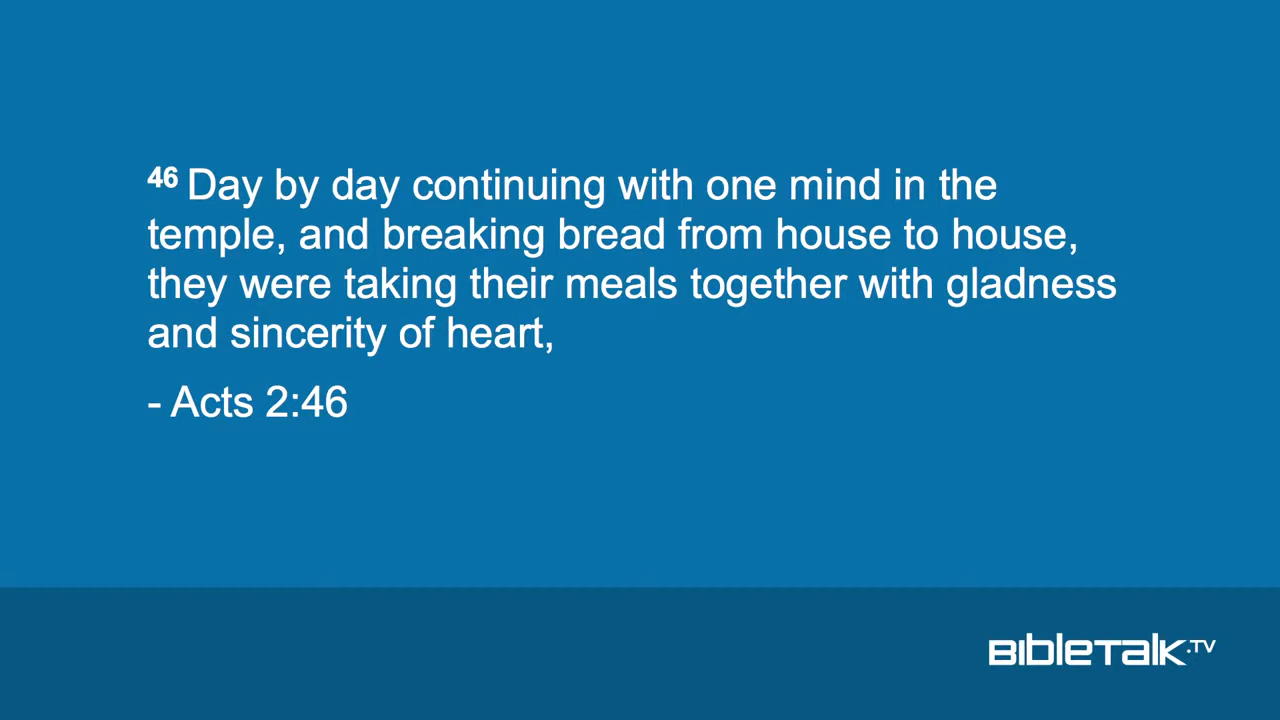 46 Day by day continuing with one mind in the
temple, and breaking bread from house to house,
they were taking their meals together with gladness
and sincerity of heart,
- Acts 2:46
BIBLETALK.TV